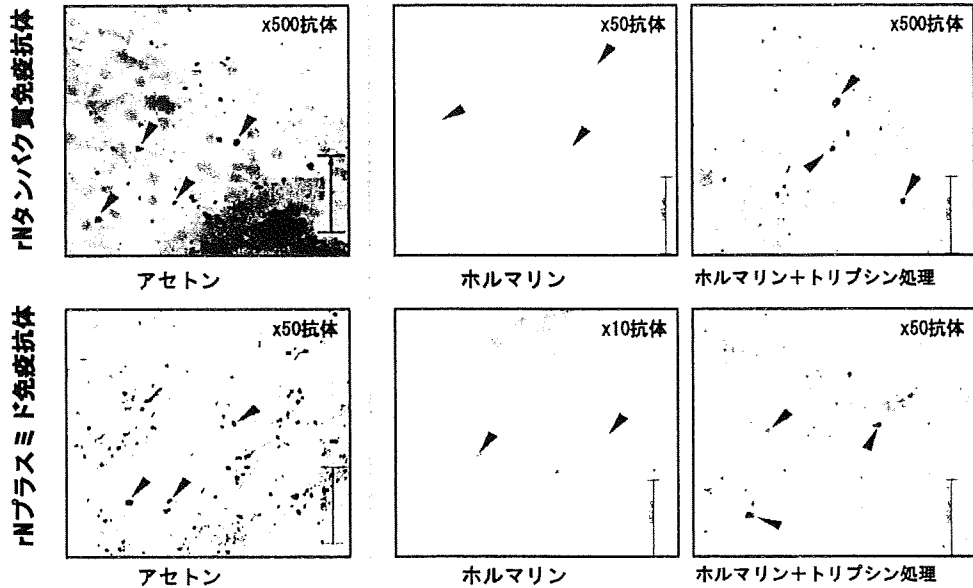 rNタンパク質免疫抗体
x500抗体
x50抗体
x500抗体
アセトン
ホルマリン
ホルマリン+トリプシン処理
rNプラスミド免疫抗体
x50抗体
x10抗体
x50抗体
アセトン
ホルマリン
ホルマリン+トリプシン処理